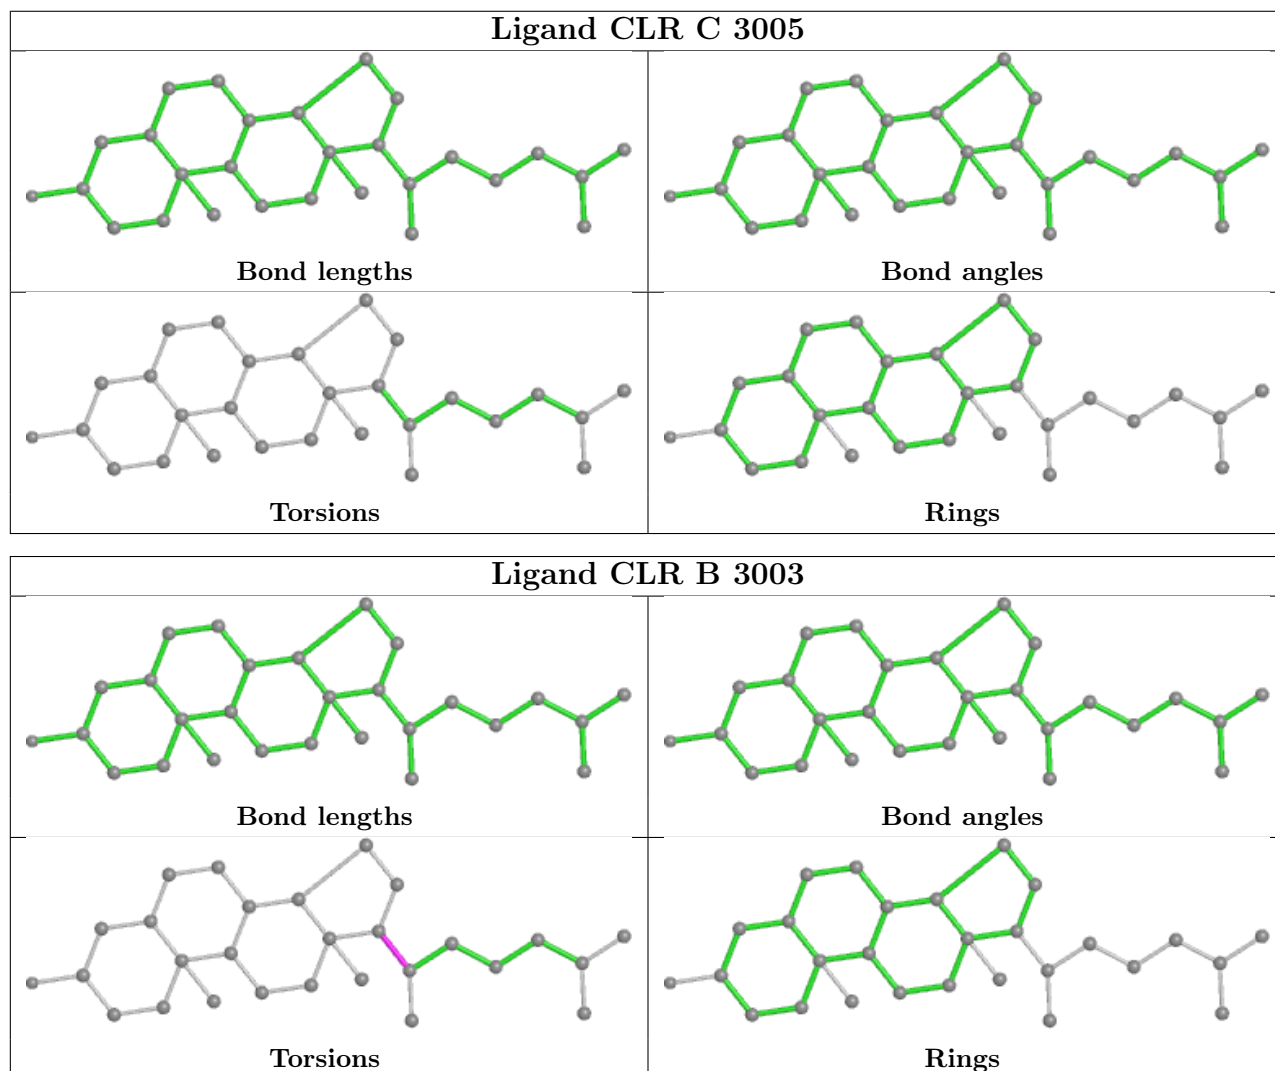 Ligand CLR C 3005
Bond lengths
Bond angles
Torsions
Rings
Ligand CLR B 3003
Bond lengths
Bond angles
Torsions
Rings